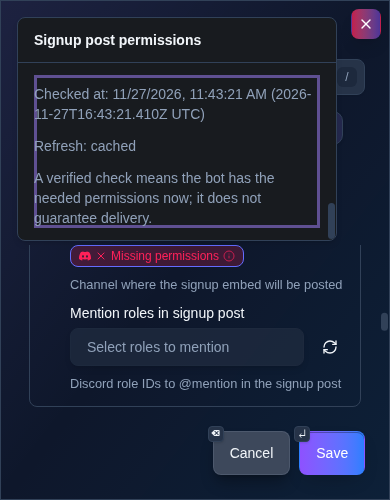 Signup post permissions
/
Checked at: 11/27/2026, 11:43:21 AM (2026-
11-27T16:43:21.410Z UTC)
Refresh: cached
A verified check means the bot has the
needed permissions now; it does not
guarantee delivery.
Missing permissions
Channel where the signup embed will be posted
Mention roles in signup post
Select roles to mention
Discord role IDs to @mention in the signup post
Cancel
Save